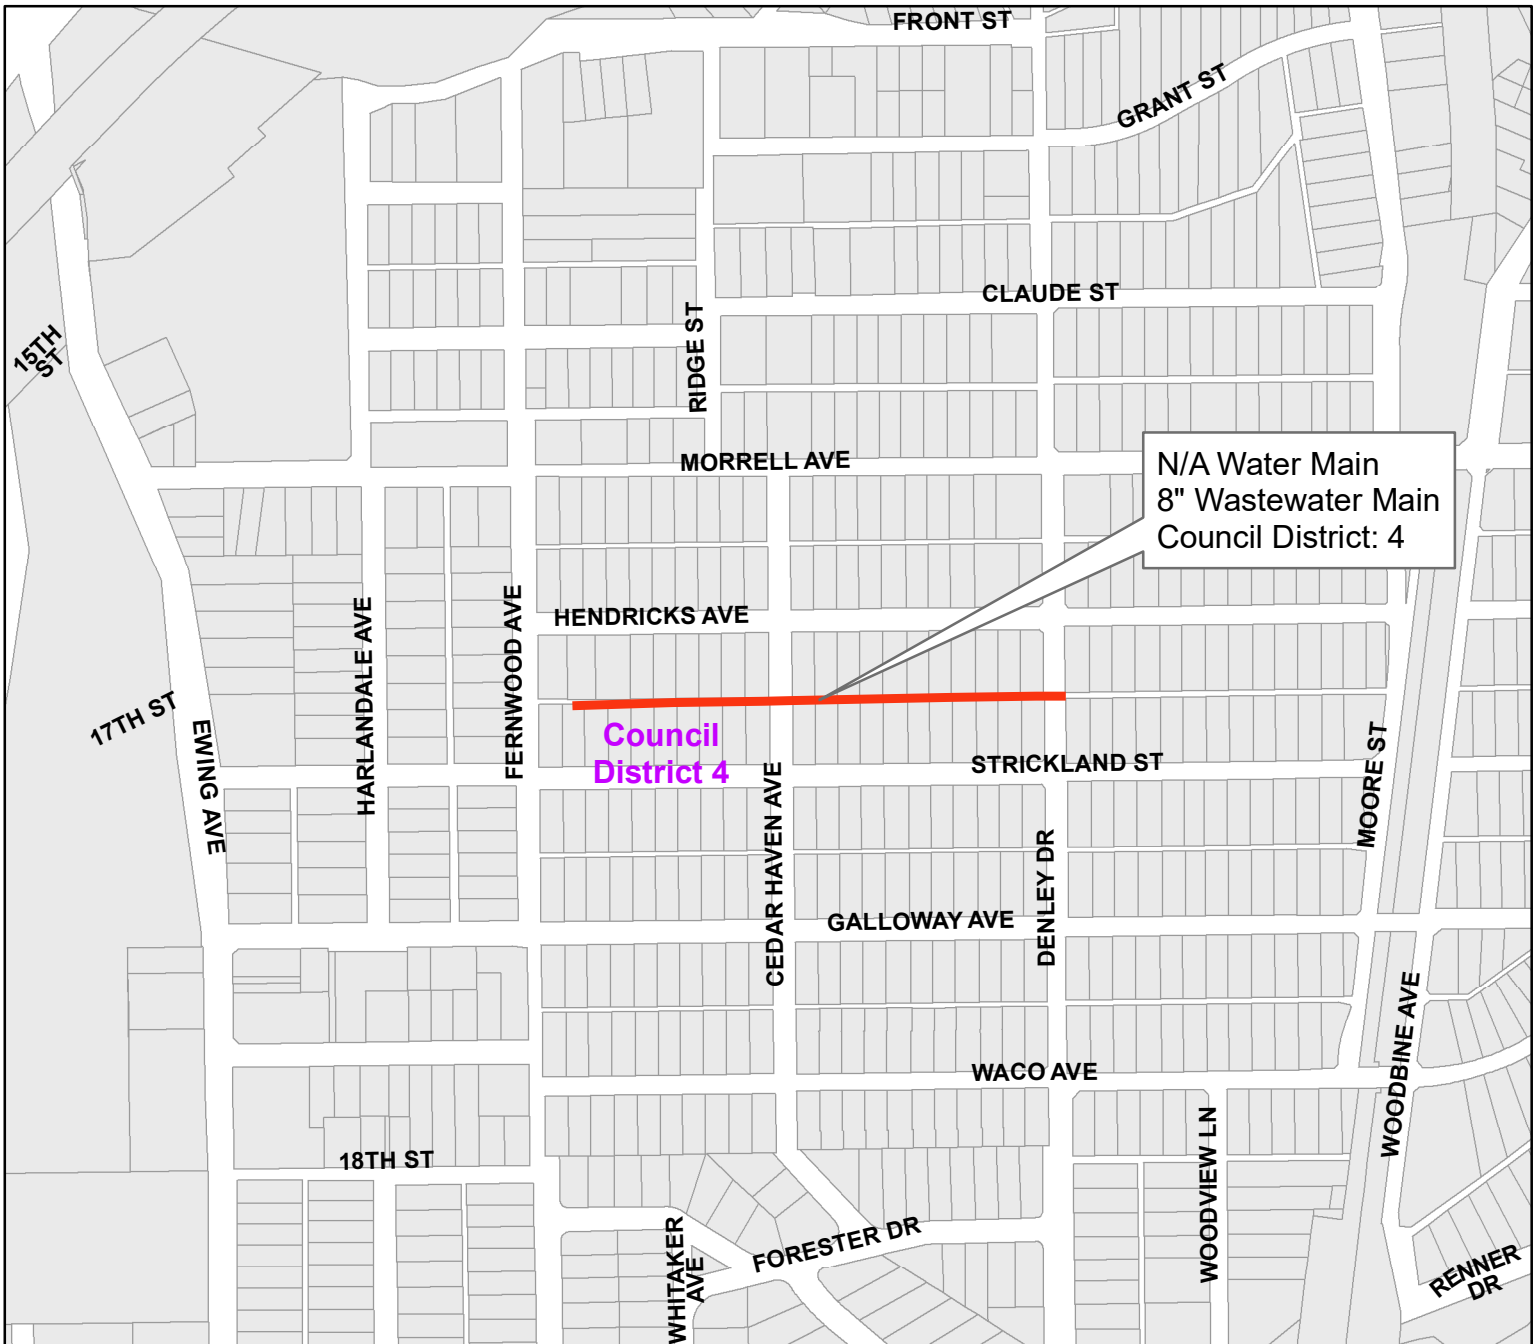 FRONT ST
GRANT ST
CLAUDE ST
15TH
ST
RIDGE ST
MORRELL AVE
N/A Water Main
8" Wastewater Main
Council District: 4
HENDRICKS AVE
HARLANDALE AVE
FERNWOOD AVE
17TH ST
EWING AVE
Council
District 4
STRICKLAND ST
MOORE ST
CEDAR HAVEN AVE
DENLEY DR
GALLOWAY AVE
WOODBINE AVE
WACO AVE
18TH ST
WOODVIEW LN
WHITAKER
AVE
FORESTER DR
RENNER
DR